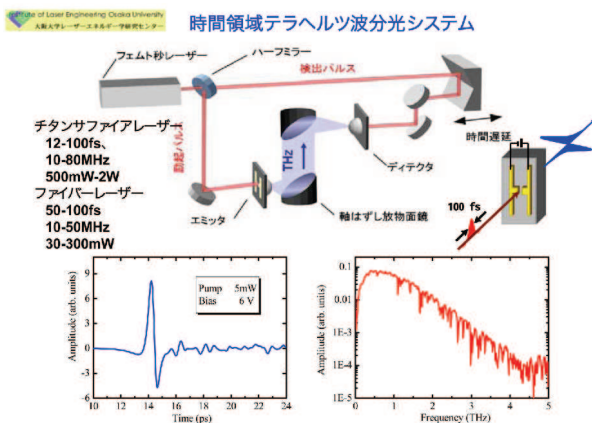 Institute of Laser Engineering Osaka University
大阪大学レーザーエネルギー学研究センター
時間領域テラヘルツ波分光システム
フェムト秒レーザー
ハーフミラー
検出パルス
チタンサファイアレーザー
12-100fs、
10-80MHz
500mW-2W
ファイバーレーザー
50-100fs
10-50MHz
30-300mW
励起パルス
THz
ディテクタ
時間遅延
エミッタ
軸はずし放物面鏡
100 fs
Amplitude (arb. units)
9
6
3
0
-3
Pump 5mW
Bias 6 V
10 12 14 16 18 20 22 24
Time (ps)
Amplitude (arb. units)
0.1
0.01
1E-3
1E-4
1E-5
0 1 2 3 4 5
Frequency (THz)